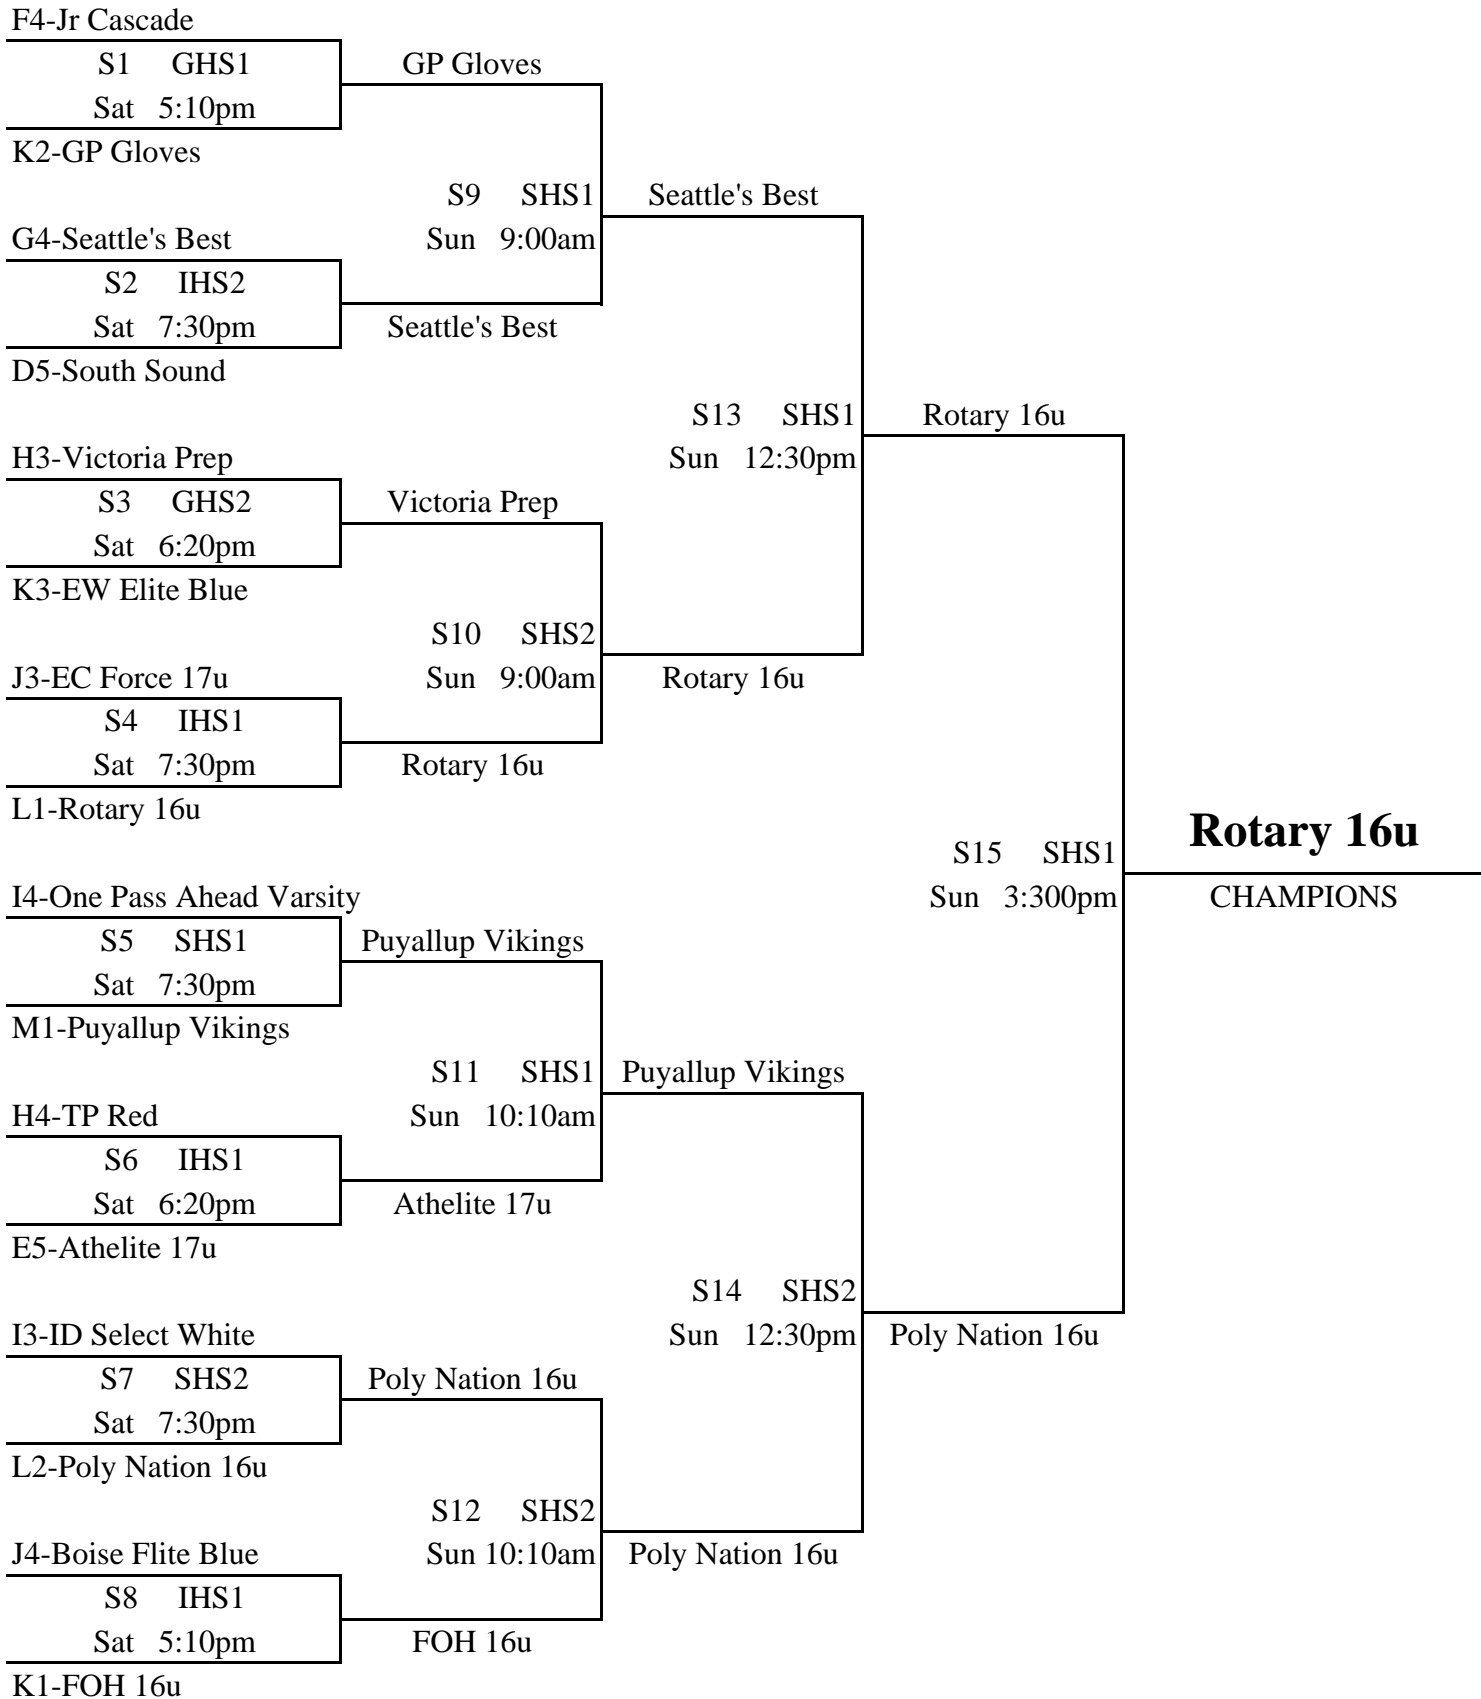 F4-Jr Cascade
S1 GHS1 GP Gloves
Sat 5:10pm
K2-GP Gloves
S9 SHS1 Seattle's Best
G4-Seattle's Best Sun 9:00am
S2 IHS2
Sat 7:30pm Seattle's Best
D5-South Sound
S13 SHS1 Rotary 16u
H3-Victoria Prep Sun 12:30pm
S3 GHS2 Victoria Prep
Sat 6:20pm
K3-EW Elite Blue
S10 SHS2
J3-EC Force 17u Sun 9:00am Rotary 16u
S4 IHS1
Sat 7:30pm Rotary 16u
L1-Rotary 16u
Rotary 16u
S15 SHS1
I4-One Pass Ahead Varsity Sun 3:300pm CHAMPIONS
S5 SHS1 Puyallup Vikings
Sat 7:30pm
M1-Puyallup Vikings
S11 SHS1 Puyallup Vikings
H4-TP Red Sun 10:10am
S6 IHS1
Sat 6:20pm Athelite 17u
E5-Athelite 17u
S14 SHS2
I3-ID Select White Sun 12:30pm Poly Nation 16u
S7 SHS2 Poly Nation 16u
Sat 7:30pm
L2-Poly Nation 16u
S12 SHS2
J4-Boise Flite Blue Sun 10:10am Poly Nation 16u
S8 IHS1
Sat 5:10pm FOH 16u
K1-FOH 16u